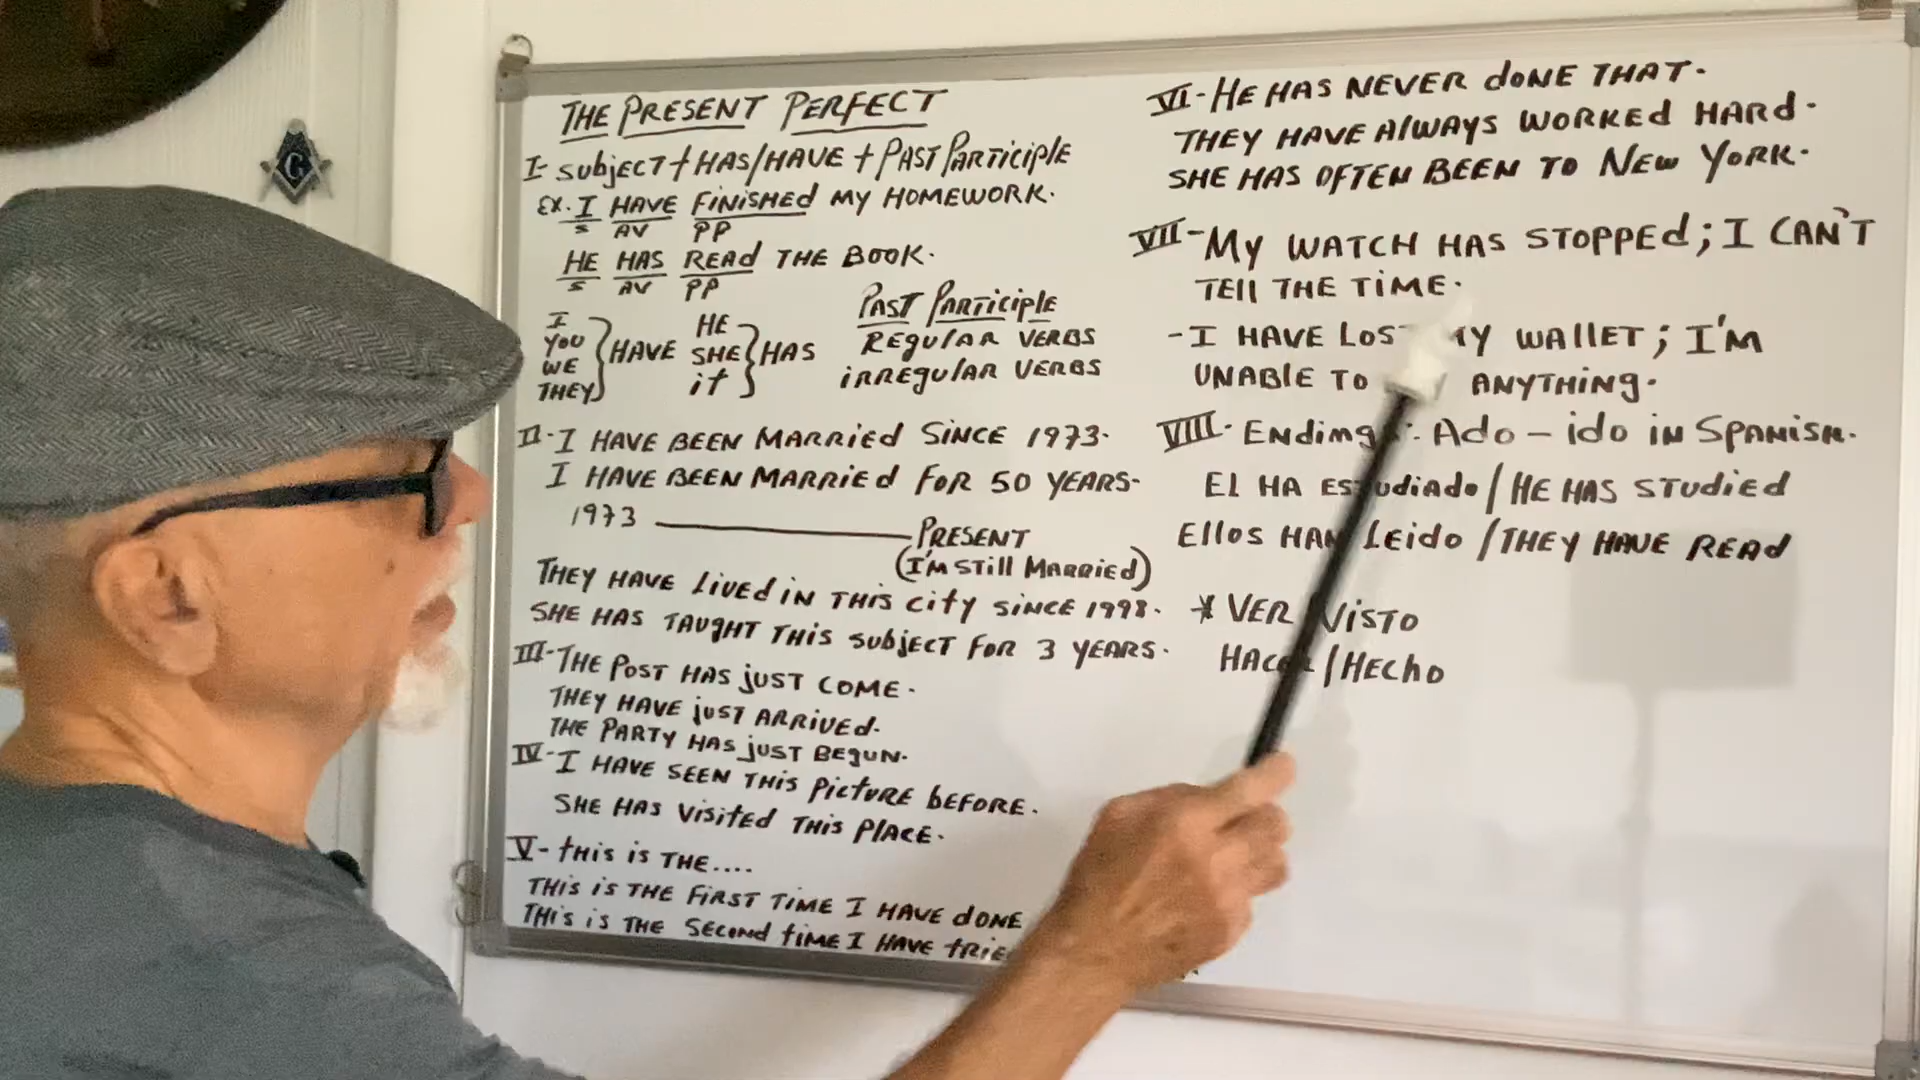 G
THE PRESENT PERFECT
I- Subject + HAS/HAVE + PAST PARTICIPLE
EX. I HAVE FINISHED MY HOMEWORK.
S AV PP
HE HAS READ THE BOOK.
S AV PP
I
YOU
WE
THEY
HAVE
HE
SHE
it
HAS
PAST PARTICIPLE
REGULAR VERBS
iRREGULAR VERBS
II- I HAVE BEEN MARRIED SINCE 1973.
I HAVE BEEN MARRIED FOR 50 YEARS-
1973 ——— PRESENT
(I'M STILL MARRIED)
THEY HAVE LIVED IN THIS CITY SINCE 1998.
SHE HAS TAUGHT THIS SUBJECT FOR 3 YEARS.
III- THE POST HAS JUST COME.
THEY HAVE JUST ARRIVED.
THE PARTY HAS JUST BEGUN.
IV- I HAVE SEEN THIS PICTURE BEFORE.
SHE HAS VISITED THIS PLACE.
V- THIS IS THE....
THIS IS THE FIRST TIME I HAVE DONE
THIS IS THE SECOND TIME I HAVE
VI- HE HAS NEVER DONE THAT.
THEY HAVE ALWAYS WORKED HARD.
SHE HAS OFTEN BEEN TO NEW YORK.
VII- MY WATCH HAS STOPPED; I CAN'T
TELL THE TIME.
- I HAVE WALLET; I'M
UNABLE TO ANYTHING.
VIII. Ado - ido IN SPANISH.
El HA EStudiado / HE HAS STUDIED
Ellos HAN Leido / THEY HAVE READ
* VER / VISTO
HACER / HECHO